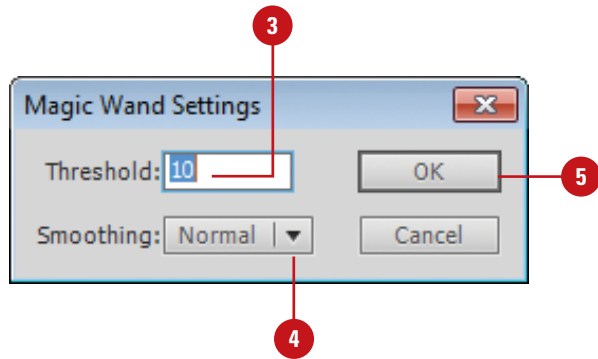 3
Magic Wand Settings
Threshold: 10 OK
5
Smoothing: Normal Cancel
4